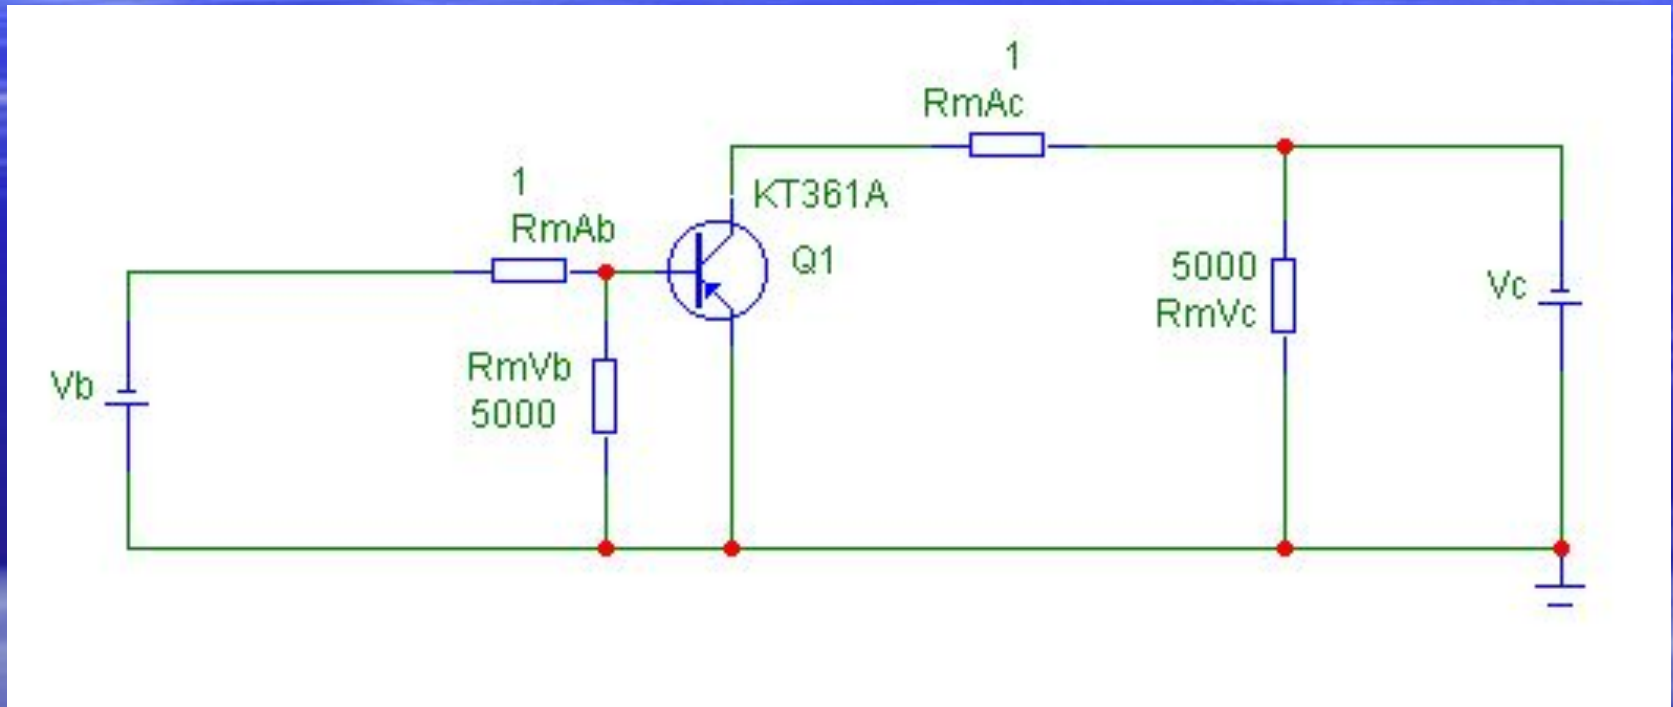 1
RmAc
KT361A
1
RmAb
Q1
5000
RmVc
Vc
RmVb
5000
Vb